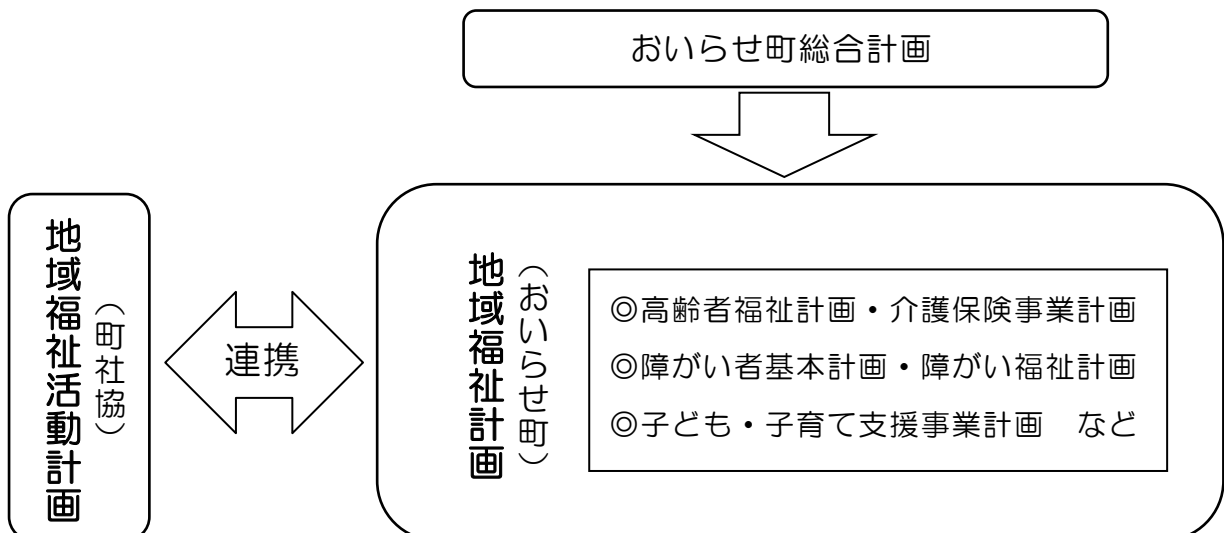 おいらせ町総合計画
地域福祉活動計画
（町社協）
連携
地域福祉計画
（おいらせ町）
◎高齢者福祉計画・介護保険事業計画
◎障がい者基本計画・障がい福祉計画
◎子ども・子育て支援事業計画　など